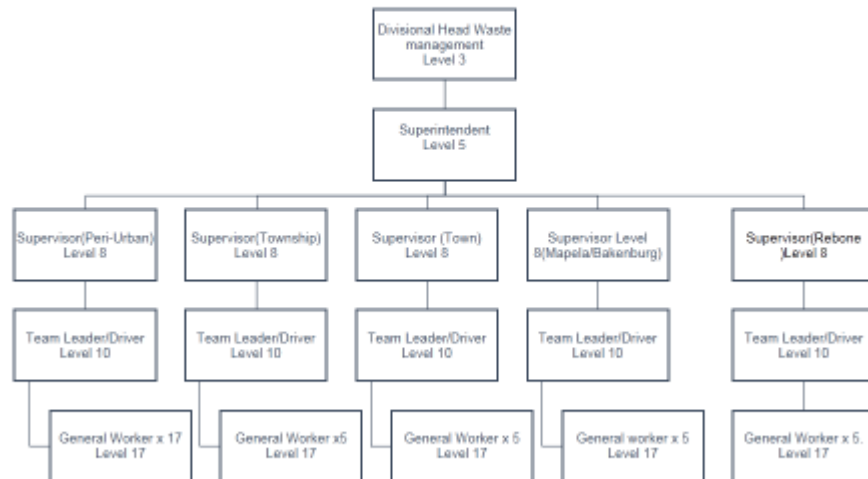 Divisional Head Waste
management
Level 3
Superintendent
Level 5
Supervisor(Peri-Urban)
Level 8
Supervisor(Township)
Level 8
Supervisor (Town)
Level 8
Supervisor Level
8(Mapela/Bakenburg)
Supervisor(Rebone
)Level 8
Team Leader/Driver
Level 10
Team Leader/Driver
Level 10
Team Leader/Driver
Level 10
Team Leader/Driver
Level 10
Team Leader/Driver
Level 10
General Worker x 17
Level 17
General Worker x5
Level 17
General Worker x 5
Level 17
General worker x 5
Level 17
General Worker x 5.
Level 17